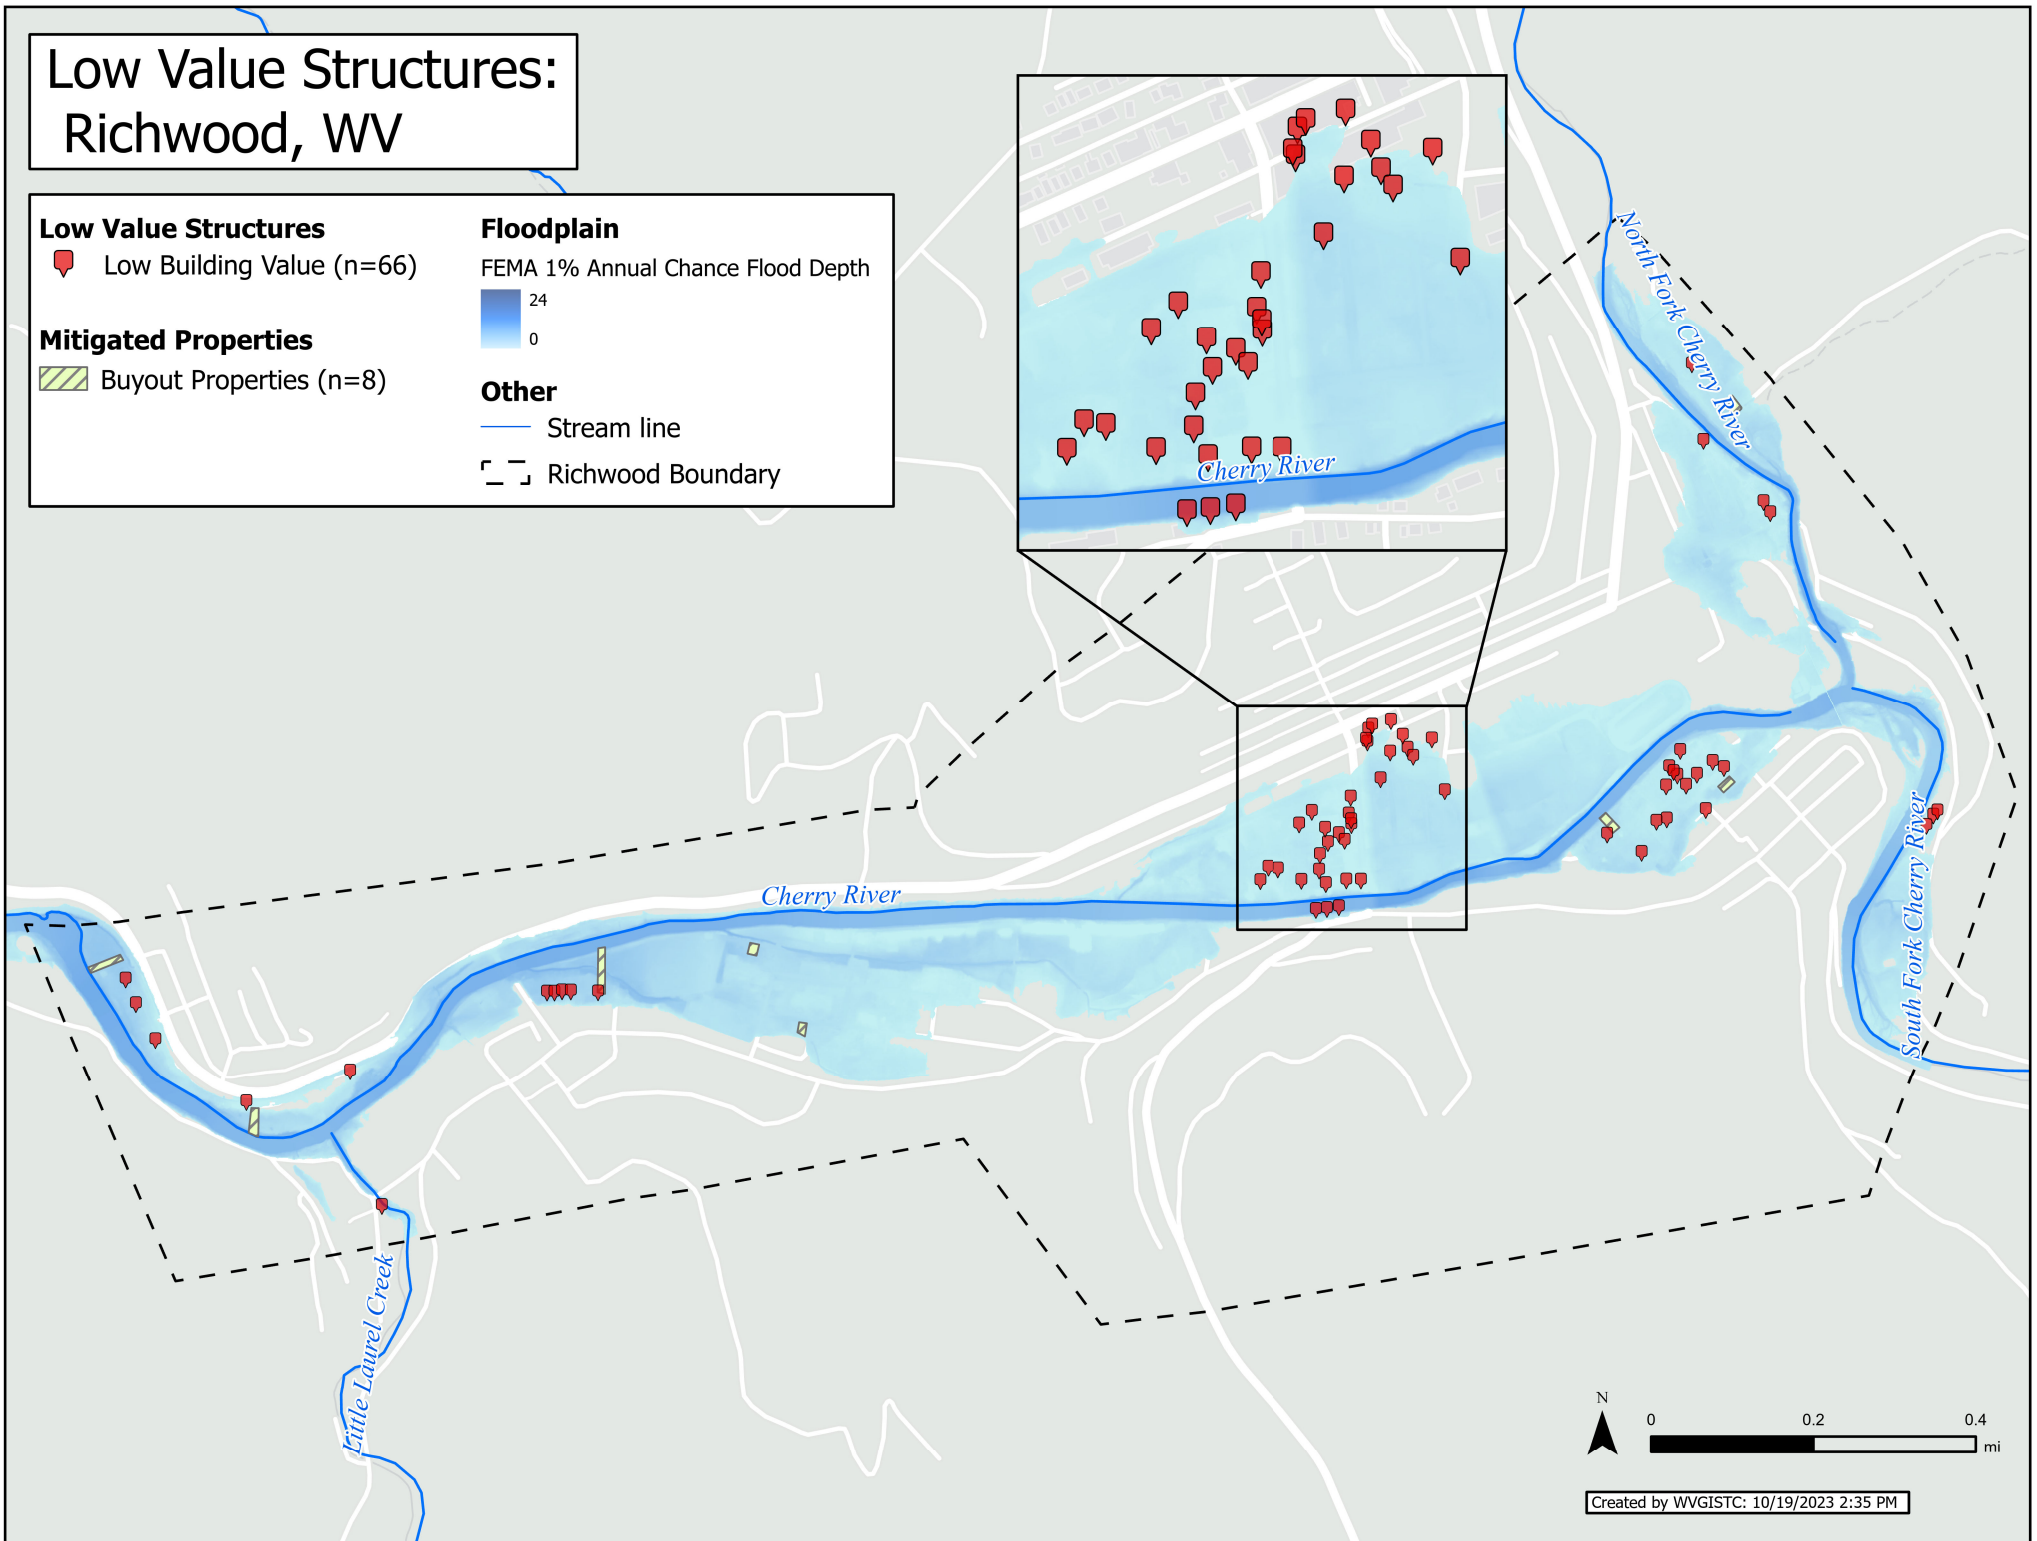 Low Value Structures:
Richwood, WV
Low Value Structures
Low Building Value (n=66)
Mitigated Properties
Buyout Properties (n=8)
Floodplain
FEMA 1% Annual Chance Flood Depth
24
0
Other
Stream line
Richwood Boundary
Cherry River
North Fork Cherry River
Cherry River
South Fork Cherry River
Little Laurel Creek
N
0 0.2 0.4
mi
Created by WVGISTC: 10/19/2023 2:35 PM